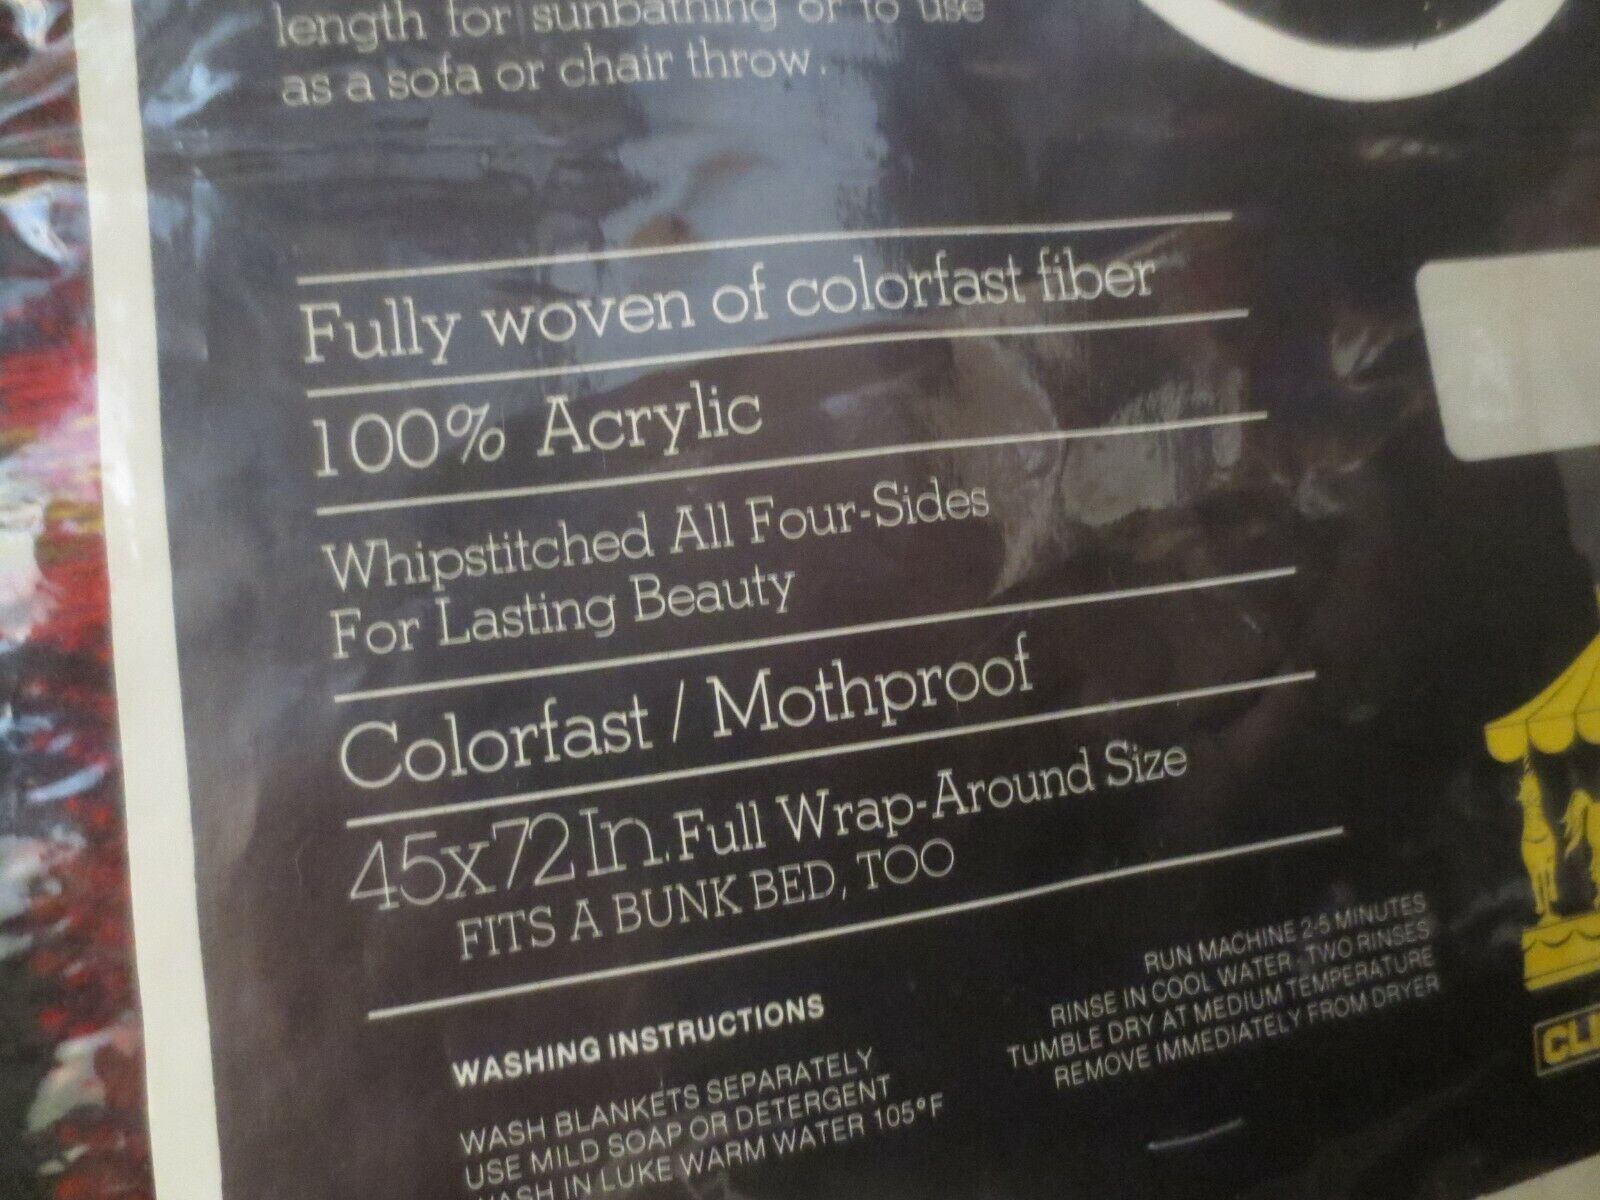 length for sunbathing or to use
as a sofa or chair throw.
Fully woven of colorfast fiber
100% Acrylic
Whipstitched All Four-Sides
For Lasting Beauty
Colorfast / Mothproof
45x72In. Full Wrap-Around Size
FITS A BUNK BED, TOO
WASHING INSTRUCTIONS
WASH BLANKETS SEPARATELY
USE MILD SOAP OR DETERGENT
WASH IN LUKE WARM WATER 105°F
RUN MACHINE 2-5 MINUTES
RINSE IN COOL WATER - TWO RINSES
TUMBLE DRY AT MEDIUM TEMPERATURE
REMOVE IMMEDIATELY FROM DRYER